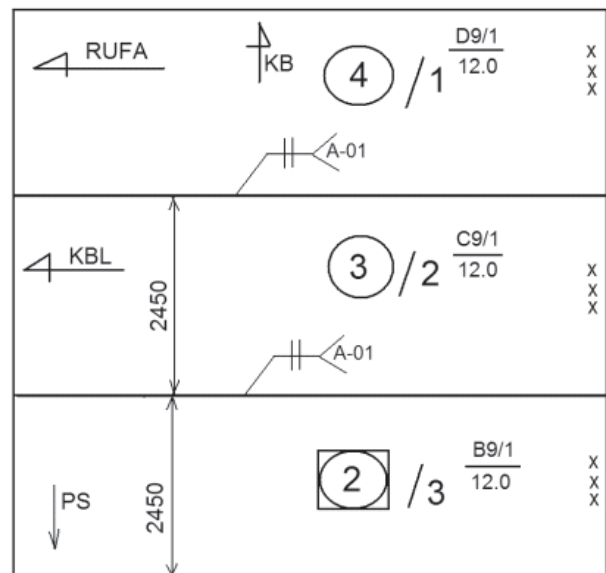 RUFA
KB
4 /1 D9/1
12.0
x
x
x
A-01
KBL
2450
3 /2 C9/1
12.0
x
x
x
A-01
PS
2450
2 /3 B9/1
12.0
x
x
x